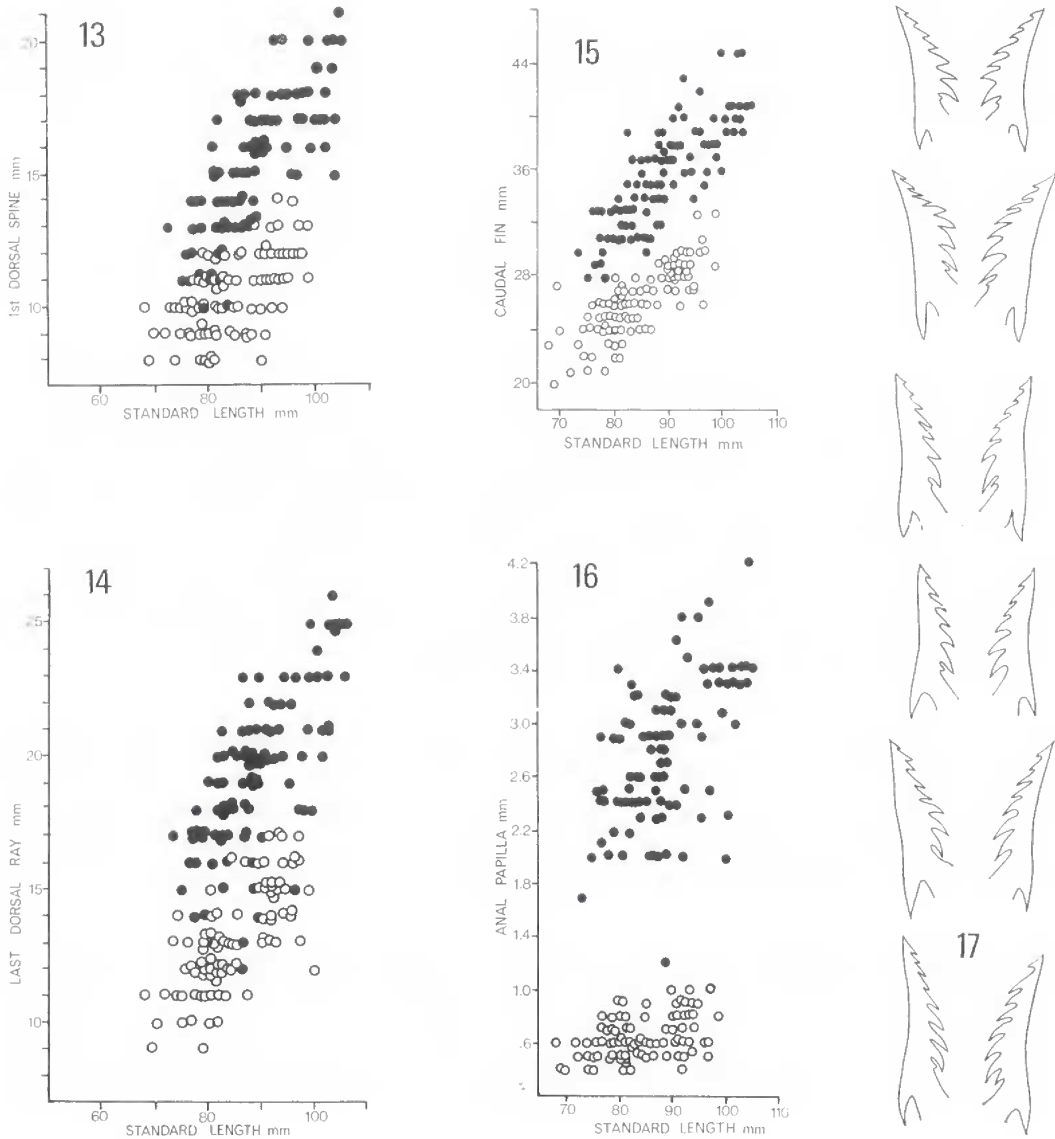 13
1st DORSAL SPINE mm
20
15
10
60 80 100
STANDARD LENGTH mm
15
CAUDAL FIN mm
44
36
28
20
70 80 90 100 110
STANDARD LENGTH mm
14
LAST DORSAL RAY mm
25
20
15
10
60 80 100
STANDARD LENGTH mm
16
ANAL PAPILLA mm
4.2
3.8
3.4
3.0
2.6
2.2
1.8
1.4
1.0
.6
70 80 90 100 110
STANDARD LENGTH mm
17